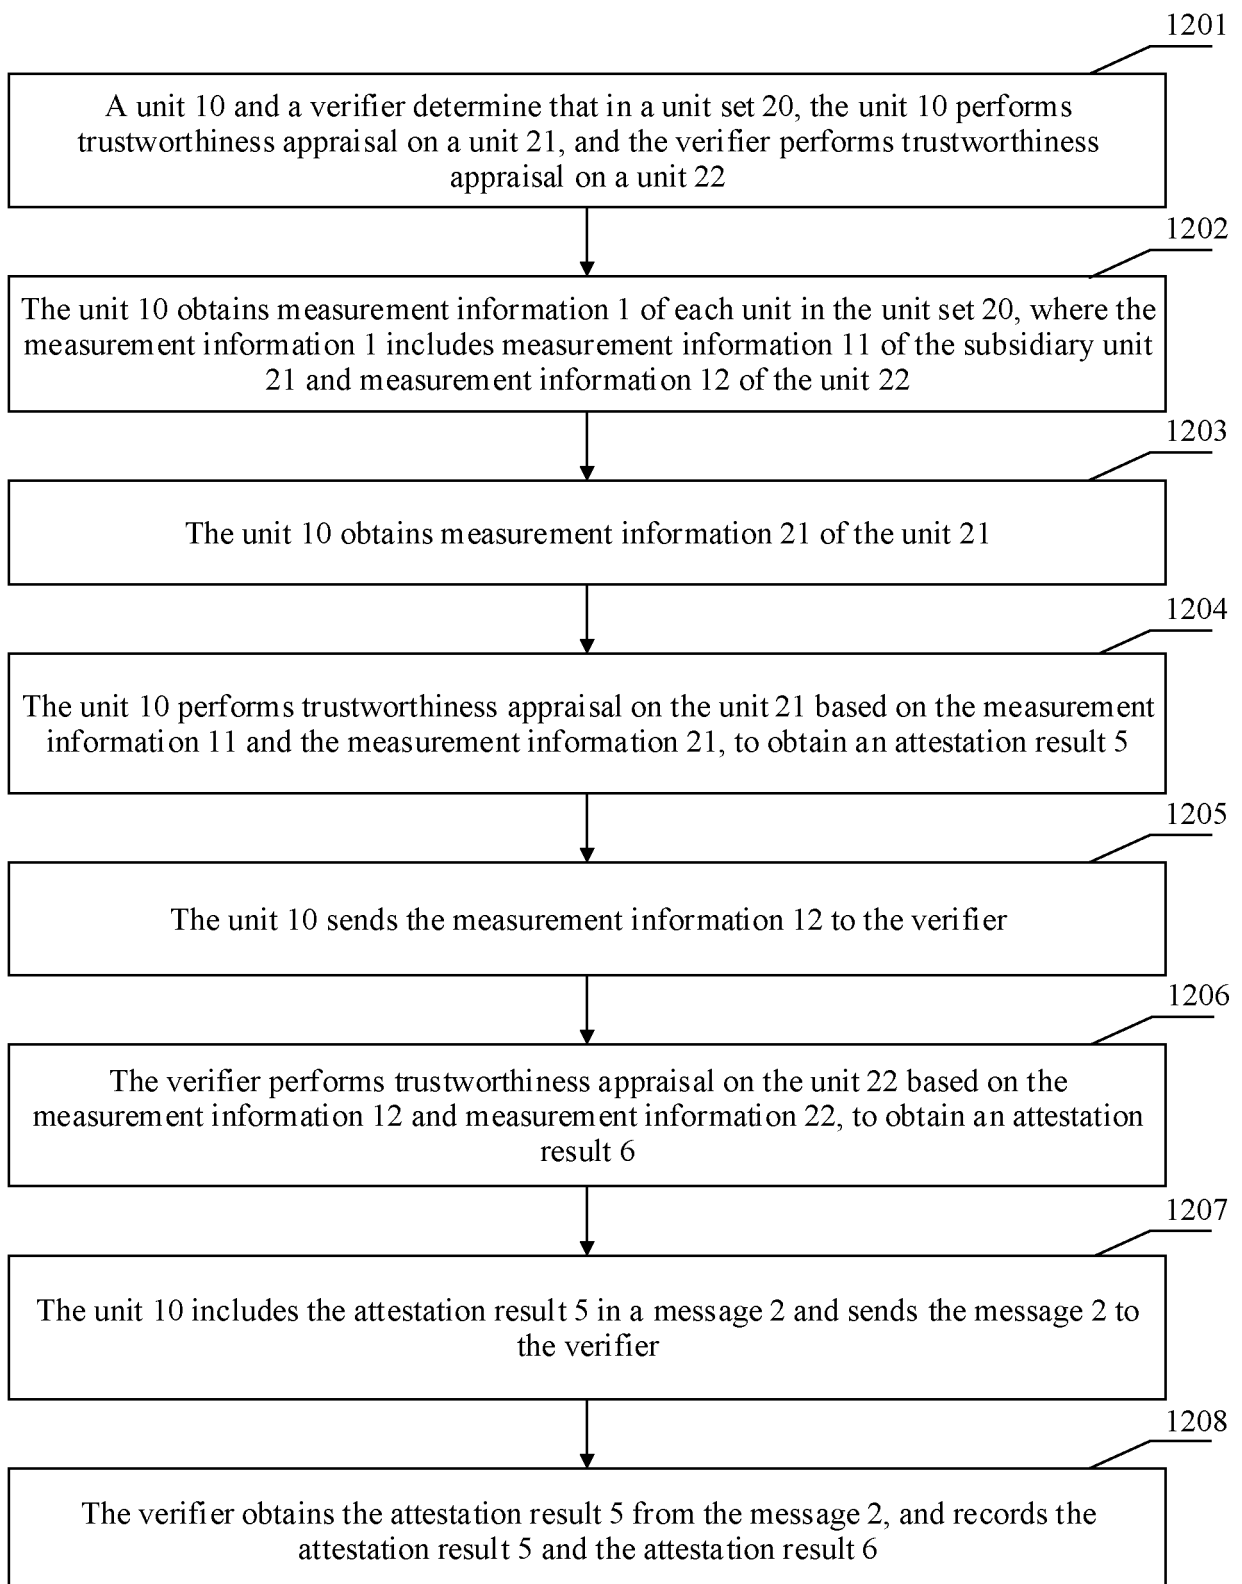 1201
A unit 10 and a verifier determine that in a unit set 20, the unit 10 performs
trustworthiness appraisal on a unit 21, and the verifier performs trustworthiness
appraisal on a unit 22
1202
The unit 10 obtains measurement information 1 of each unit in the unit set 20, where the
measurement information 1 includes measurement information 11 of the subsidiary unit
21 and measurement information 12 of the unit 22
1203
The unit 10 obtains measurement information 21 of the unit 21
1204
The unit 10 performs trustworthiness appraisal on the unit 21 based on the measurement
information 11 and the measurement information 21, to obtain an attestation result 5
1205
The unit 10 sends the measurement information 12 to the verifier
1206
The verifier performs trustworthiness appraisal on the unit 22 based on the
measurement information 12 and measurement information 22, to obtain an attestation
result 6
1207
The unit 10 includes the attestation result 5 in a message 2 and sends the message 2 to
the verifier
1208
The verifier obtains the attestation result 5 from the message 2, and records the
attestation result 5 and the attestation result 6